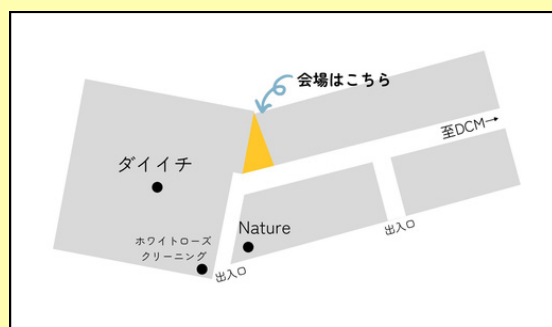 会場はこちら
至DCM→
ダイイチ
Nature
ホワイトローズ
クリーニング
出入口
出入口